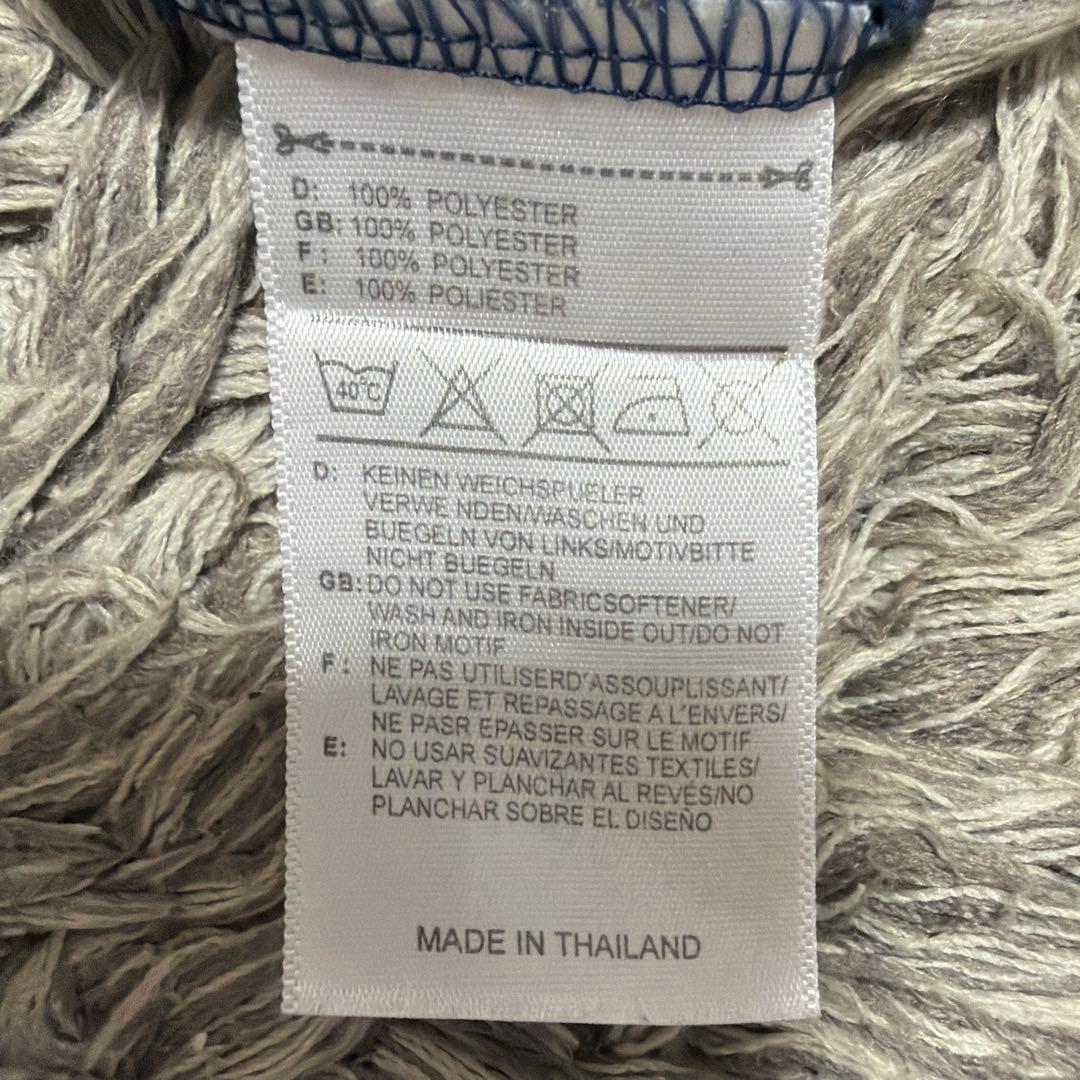 D: 100% POLYESTER
GB: 100% POLYESTER
F: 100% POLYESTER
E: 100% POLIESTER
40°C
D: KEINEN WEICHSPUELER
VERWE NDEN/WASCHEN UND
BUEGELN VON LINKS/MOTIVBITTE
NICHT BUEGELN
GB: DO NOT USE FABRICSOFTENER/
WASH AND IRON INSIDE OUT/DO NOT
IRON MOTIF
F: NE PAS UTILISERD'ASSOUPLISSANT/
LAVAGE ET REPASSAGE A L'ENVERS/
NE PASR EPASSER SUR LE MOTIF
E: NO USAR SUAVIZANTES TEXTILES/
LAVAR Y PLANCHAR AL REVÉS/NO
PLANCHAR SOBRE EL DISEÑO
MADE IN THAILAND